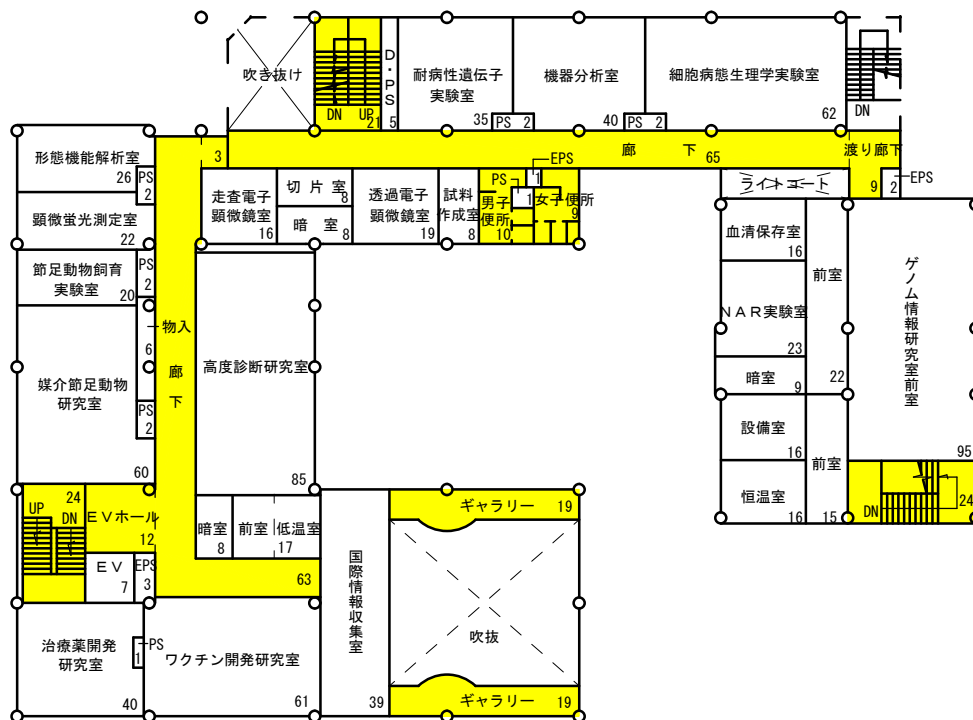 吹き抜け
DN
UP
21
D・PS
5
耐病性遺伝子
実験室
35
PS
2
機器分析室
40
PS
2
細胞病態生理学実験室
62
DN
形態機能解析室
26
PS
2
3
廊下
65
渡り廊下
EPS
1
PS
1
男子
便所
10
女子便所
9
走査電子
顕微鏡室
16
切片室
8
暗室
8
透過電子
顕微鏡室
19
試料
作成室
8
ライトコート
9
EPS
2
顕微蛍光測定室
22
節足動物飼育
実験室
20
PS
2
物入
6
廊下
媒介節足動物
研究室
60
PS
2
高度診断研究室
85
血清保存室
16
前室
22
NAR実験室
23
暗室
9
設備室
16
恒温室
16
前室
15
ゲノム情報研究室前室
95
DN
24
24
UP
DN
EVホール
12
EV
7
EPS
3
暗室
8
前室
低温室
17
63
国際情報収集室
39
ギャラリー
19
吹抜
ギャラリー
19
治療薬開発
研究室
40
PS
1
ワクチン開発研究室
61